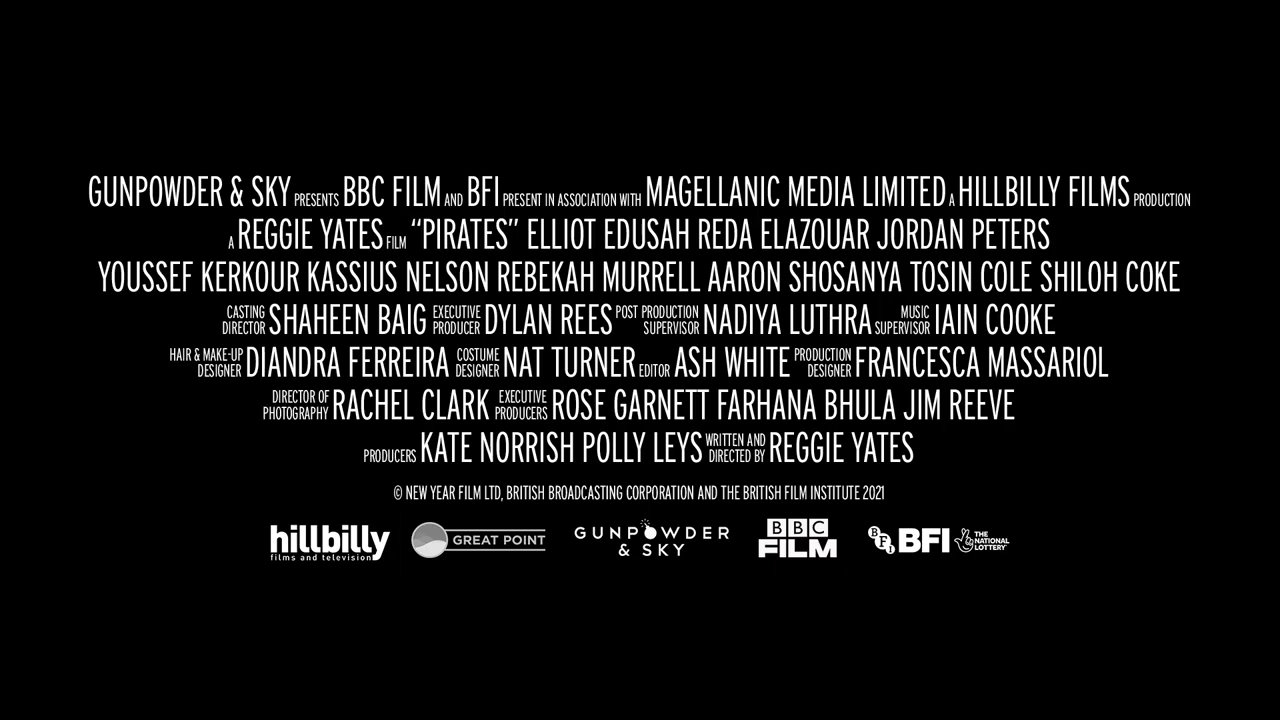 GUNPOWDER & SKY PRESENTS BBC FILM AND BFI PRESENT IN ASSOCIATION WITH MAGELLANIC MEDIA LIMITED A HILLBILLY FILMS PRODUCTION
A REGGIE YATES FILM “PIRATES” ELLIOT EDUSAH REDA ELAZOUAR JORDAN PETERS
YOUSSEF KERKOUR KASSIUS NELSON REBEKAH MURRELL AARON SHOSANYA TOSIN COLE SHILOH COKE
CASTING DIRECTOR SHAHEEN BAIG EXECUTIVE PRODUCER DYLAN REES POST PRODUCTION SUPERVISOR NADIYA LUTHRA MUSIC SUPERVISOR IAIN COOKE
HAIR & MAKE-UP DESIGNER DIANDRA FERREIRA COSTUME DESIGNER NAT TURNER EDITOR ASH WHITE PRODUCTION DESIGNER FRANCESCA MASSARIOL
DIRECTOR OF PHOTOGRAPHY RACHEL CLARK EXECUTIVE PRODUCERS ROSE GARNETT FARHANA BHULA JIM REEVE
PRODUCERS KATE NORRISH POLLY LEYS WRITTEN AND DIRECTED BY REGGIE YATES
© NEW YEAR FILM LTD, BRITISH BROADCASTING CORPORATION AND THE BRITISH FILM INSTITUTE 2021
hillbilly films and television
GREAT POINT
GUNPOWDER & SKY
BBC FILM
BFI BFI THE NATIONAL LOTTERY